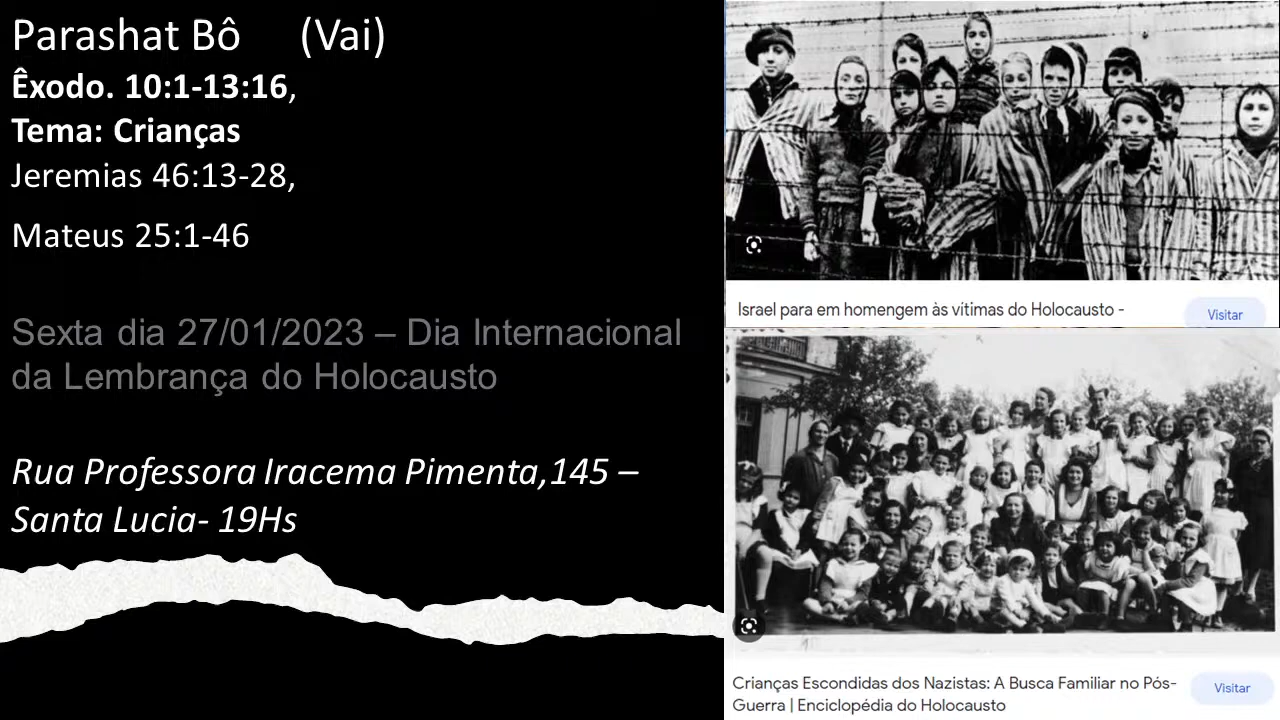 Parashat Bô (Vai)
Êxodo. 10:1-13:16,
Tema: Crianças
Jeremias 46:13-28,
Mateus 25:1-46
Sexta dia 27/01/2023 – Dia Internacional
da Lembrança do Holocausto
Rua Professora Iracema Pimenta,145 –
Santa Lucia- 19Hs
Israel para em homengem às vítimas do Holocausto -
Visitar
Crianças Escondidas dos Nazistas: A Busca Familiar no Pós-
Guerra | Enciclopédia do Holocausto
Visitar